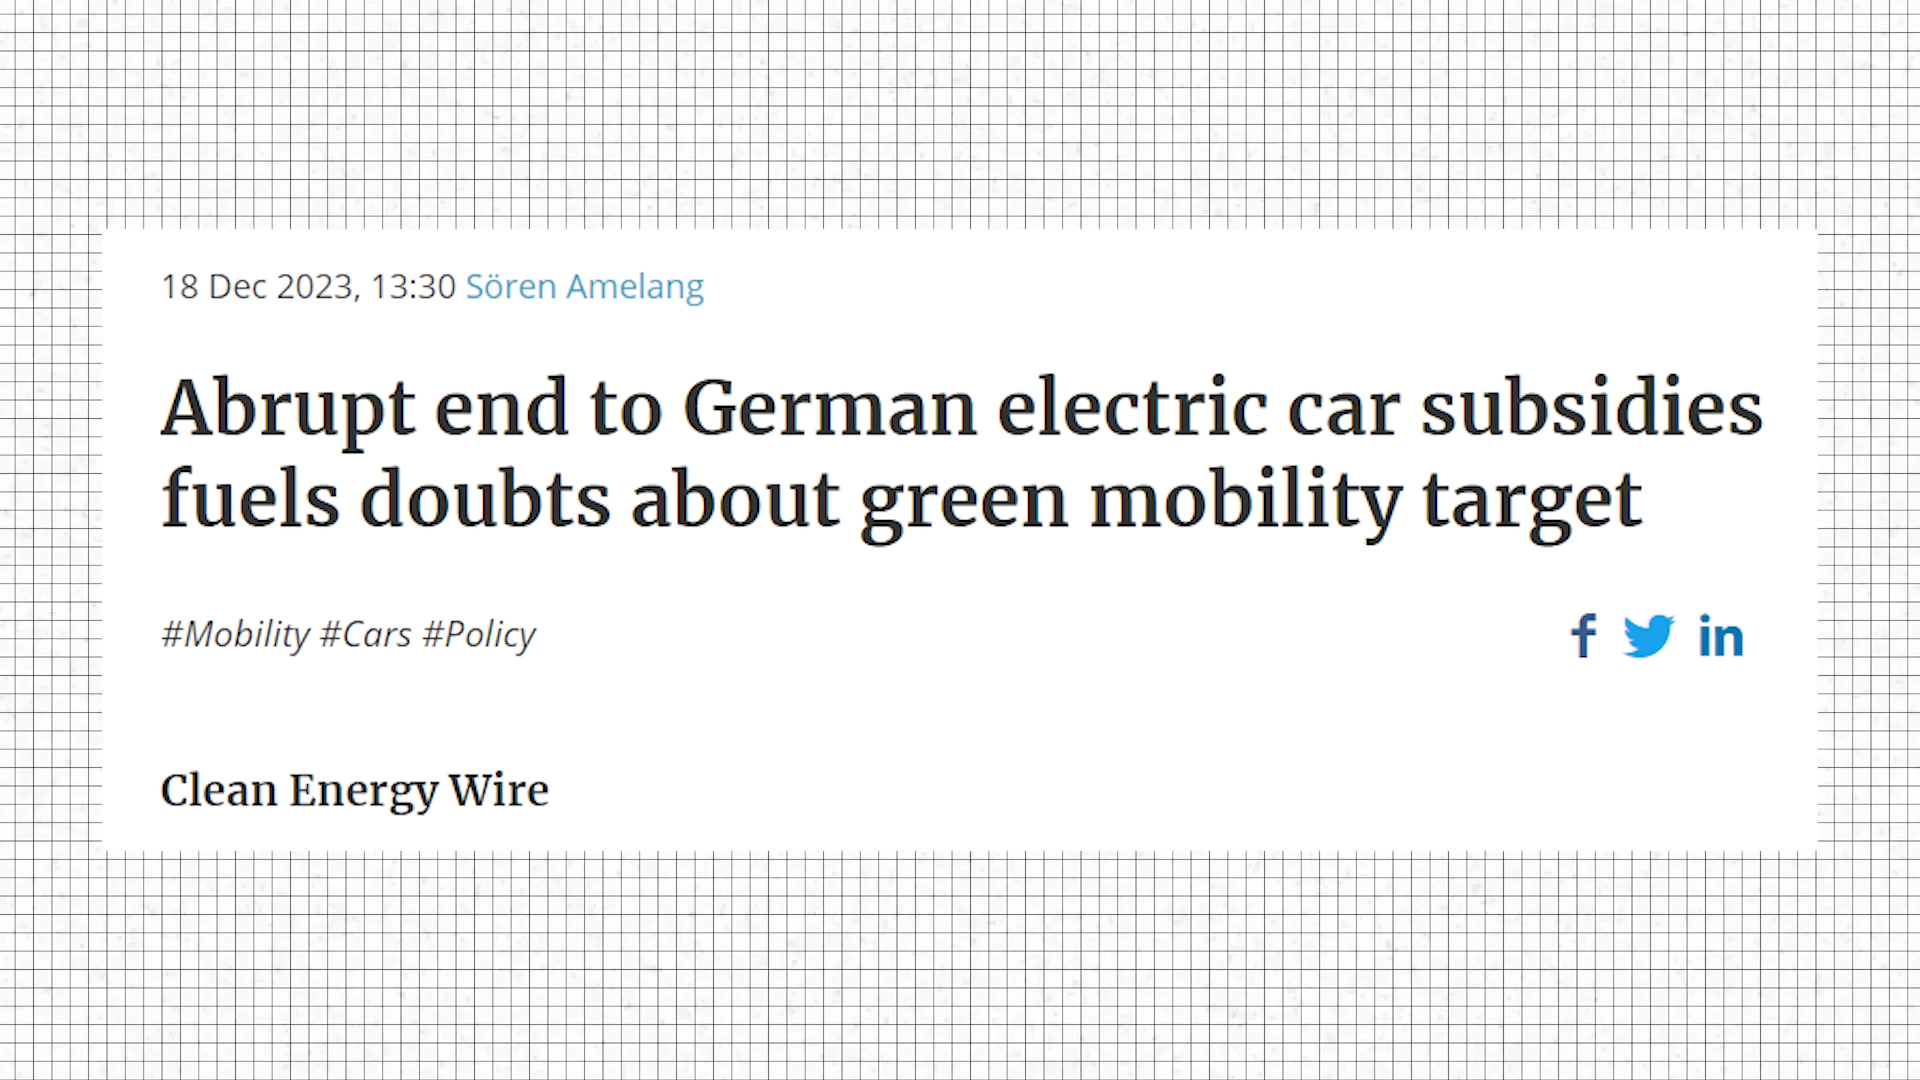 18 Dec 2023, 13:30 Sören Amelang
Abrupt end to German electric car subsidies
fuels doubts about green mobility target
#Mobility #Cars #Policy
f in
Clean Energy Wire